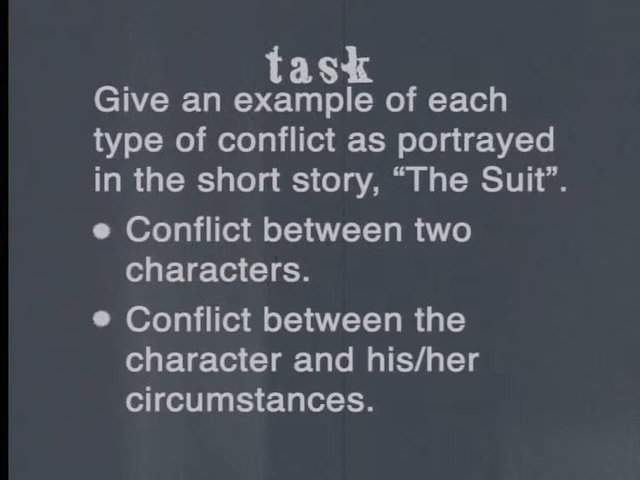 task
Give an example of each
type of conflict as portrayed
in the short story, “The Suit”.
● Conflict between two
characters.
● Conflict between the
character and his/her
circumstances.